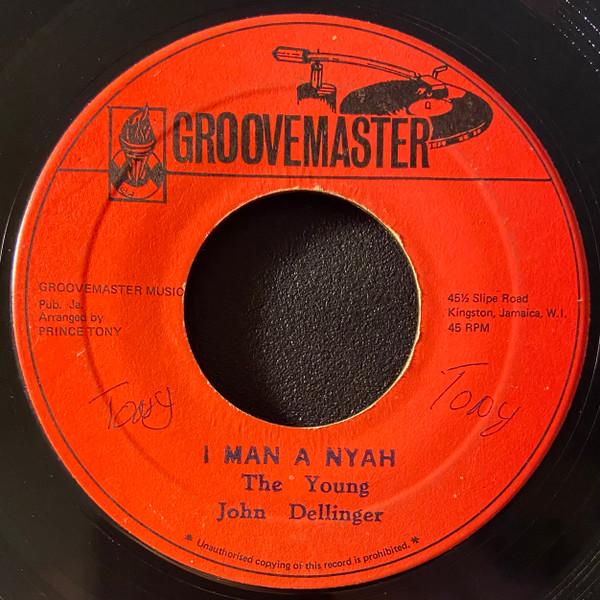 GROOVEMASTER
GROOVEMASTER MUSIC
Pub. Ja.
Arranged by
PRINCE TONY
45½ Slipe Road
Kingston, Jamaica, W.I.
45 RPM
Tony
Tony
I MAN A NYAH
The Young
John Dellinger
* Unauthorised copying of this record is prohibited. *